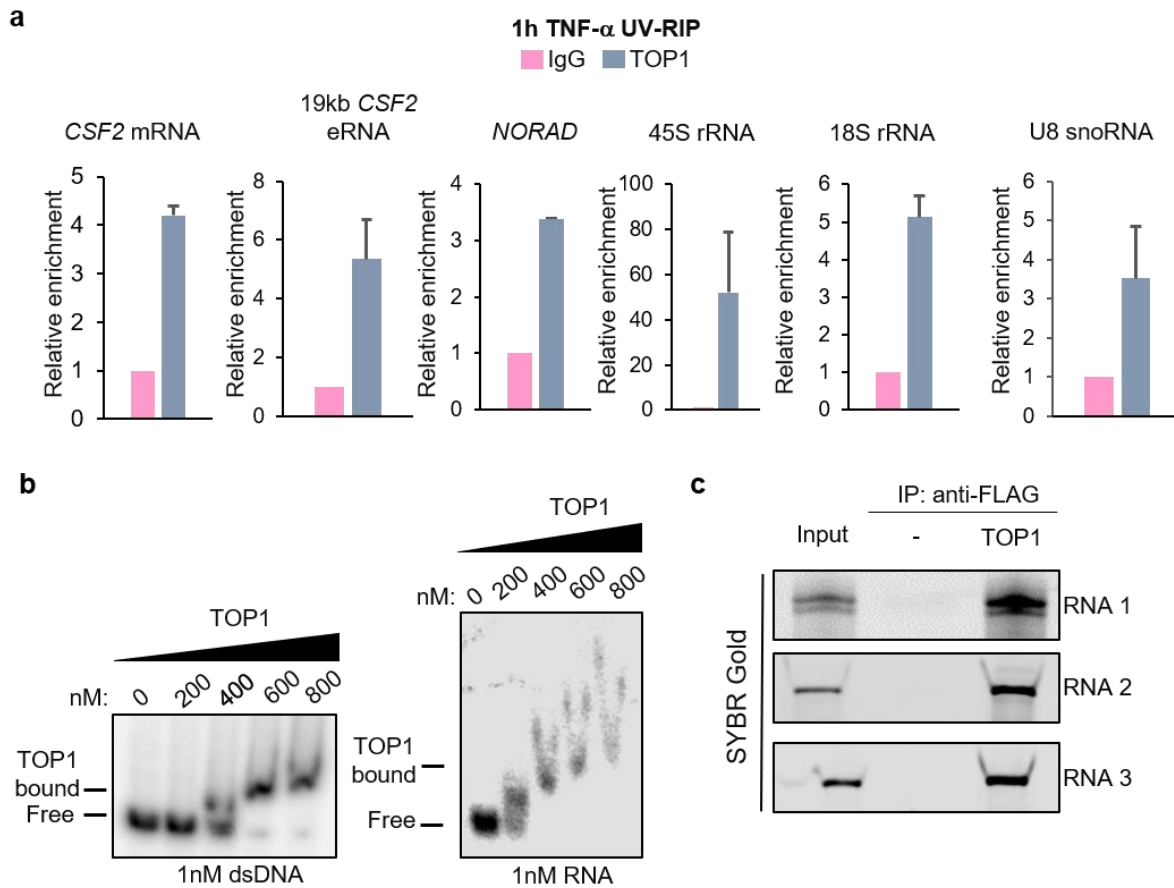 a
1h TNF-α UV-RIP
IgG TOP1
CSF2 mRNA
Relative enrichment
5
4
3
2
1
0
19kb CSF2
eRNA
Relative enrichment
8
6
4
2
0
NORAD
Relative enrichment
4
3
2
1
0
45S rRNA
Relative enrichment
100
80
60
40
20
0
18S rRNA
Relative enrichment
6
5
4
3
2
1
0
U8 snoRNA
Relative enrichment
6
5
4
3
2
1
0
b
TOP1
nM: 0 200 400 600 800
TOP1
bound
Free
1nM dsDNA
TOP1
nM: 0 200 400 600 800
TOP1
bound
Free
1nM RNA
c
IP: anti-FLAG
Input - TOP1
SYBR Gold
RNA 1
RNA 2
RNA 3